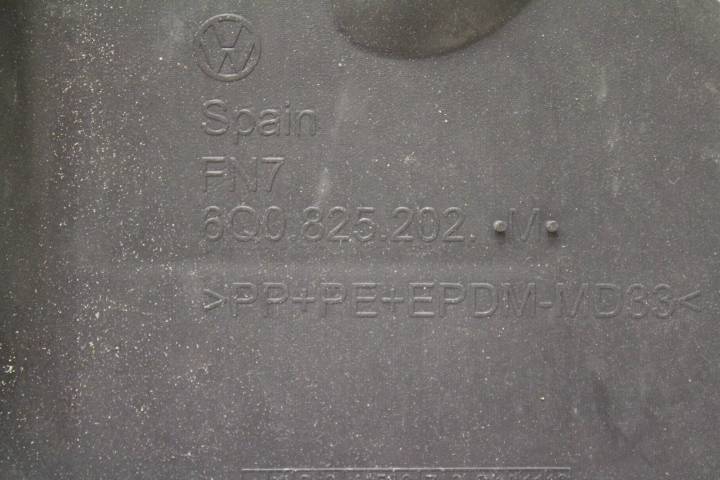 Spain
FN7
6Q0.825.202. •M•
>PP+PE+EPDM-MD33<